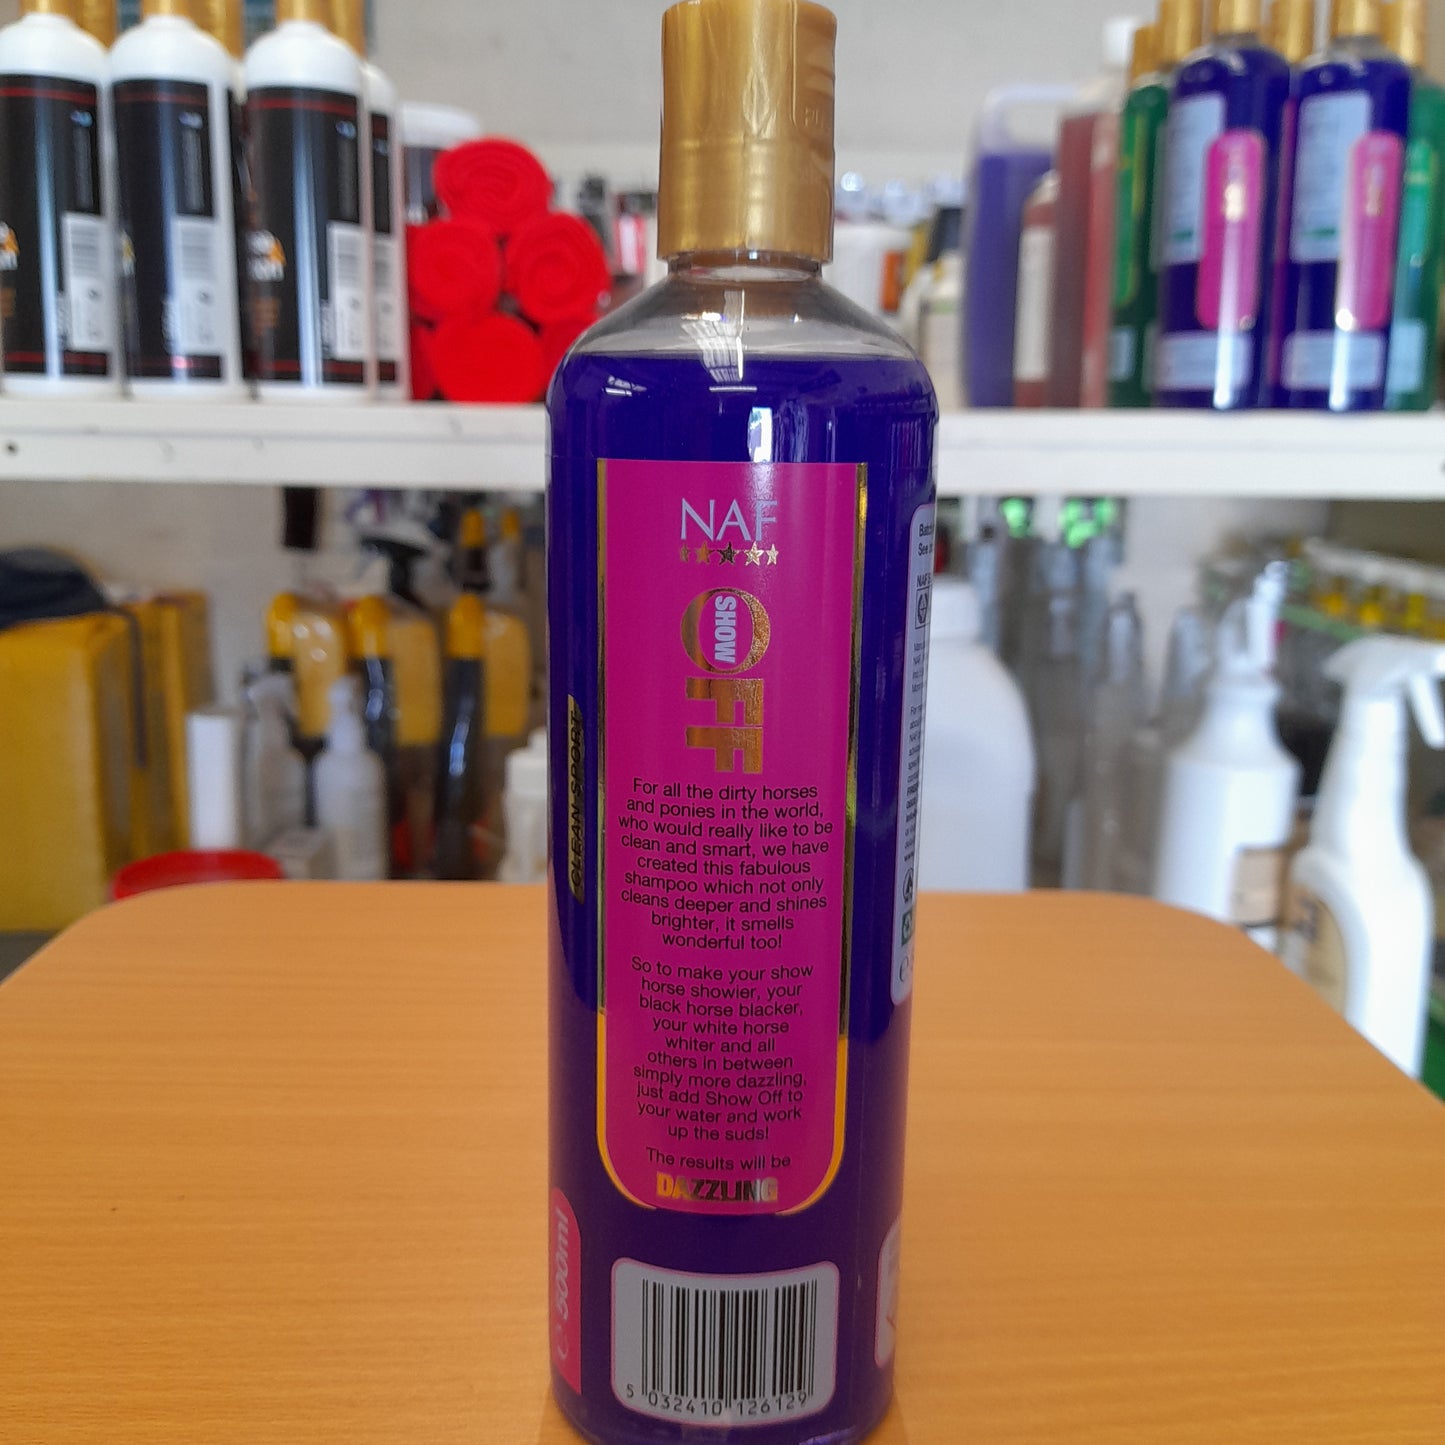 NAF
SHOW
OFF
For all the dirty horses
and ponies in the world,
who would really like to be
clean and smart, we have
created this fabulous
shampoo which not only
cleans deeper and shines
brighter, it smells
wonderful too!
So to make your show
horse showier, your
black horse blacker,
your white horse
whiter and all
others in between
simply more dazzling,
just add Show Off to
your water and work
up the suds!
The results will be
DAZZLING
5 032410 126129
CLEAN SPORT
e 500ml